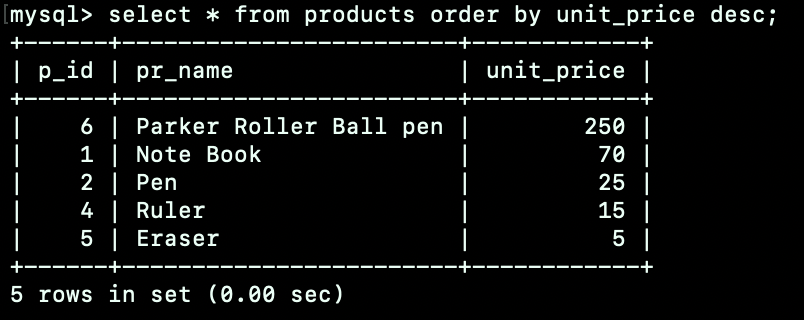 [mysql> select * from products order by unit_price desc;
+------+-------------------------+------------+
| p_id | pr_name                 | unit_price |
+------+-------------------------+------------+
|    6 | Parker Roller Ball pen |        250 |
|    1 | Note Book               |         70 |
|    2 | Pen                     |         25 |
|    4 | Ruler                   |         15 |
|    5 | Eraser                  |          5 |
+------+-------------------------+------------+
5 rows in set (0.00 sec)